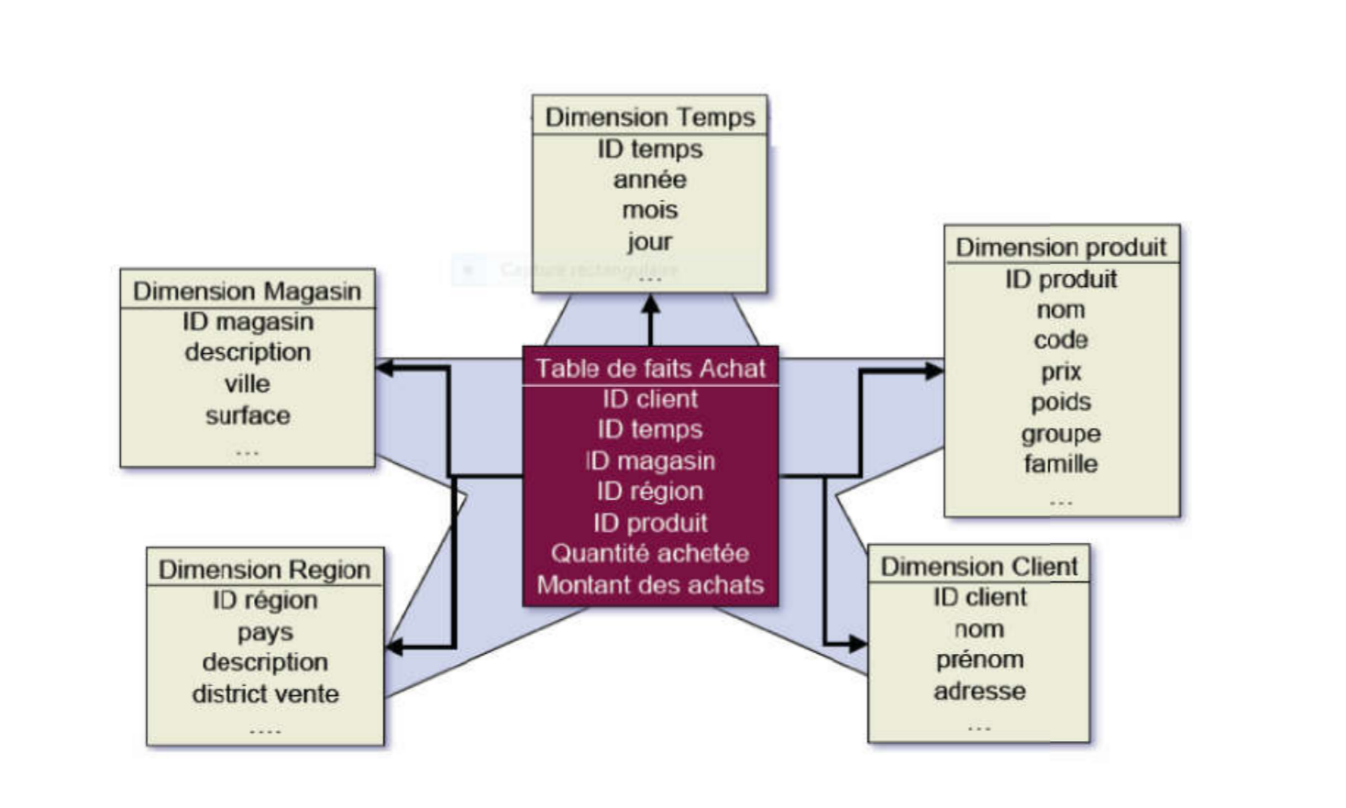 Dimension Temps
ID temps
année
mois
jour
...
Capture rectangulaire
Dimension Magasin
ID magasin
description
ville
surface
...
Dimension produit
ID produit
nom
code
prix
poids
groupe
famille
...
Table de faits Achat
ID client
ID temps
ID magasin
ID région
ID produit
Quantité achetée
Montant des achats
Dimension Region
ID région
pays
description
district vente
....
Dimension Client
ID client
nom
prénom
adresse
...